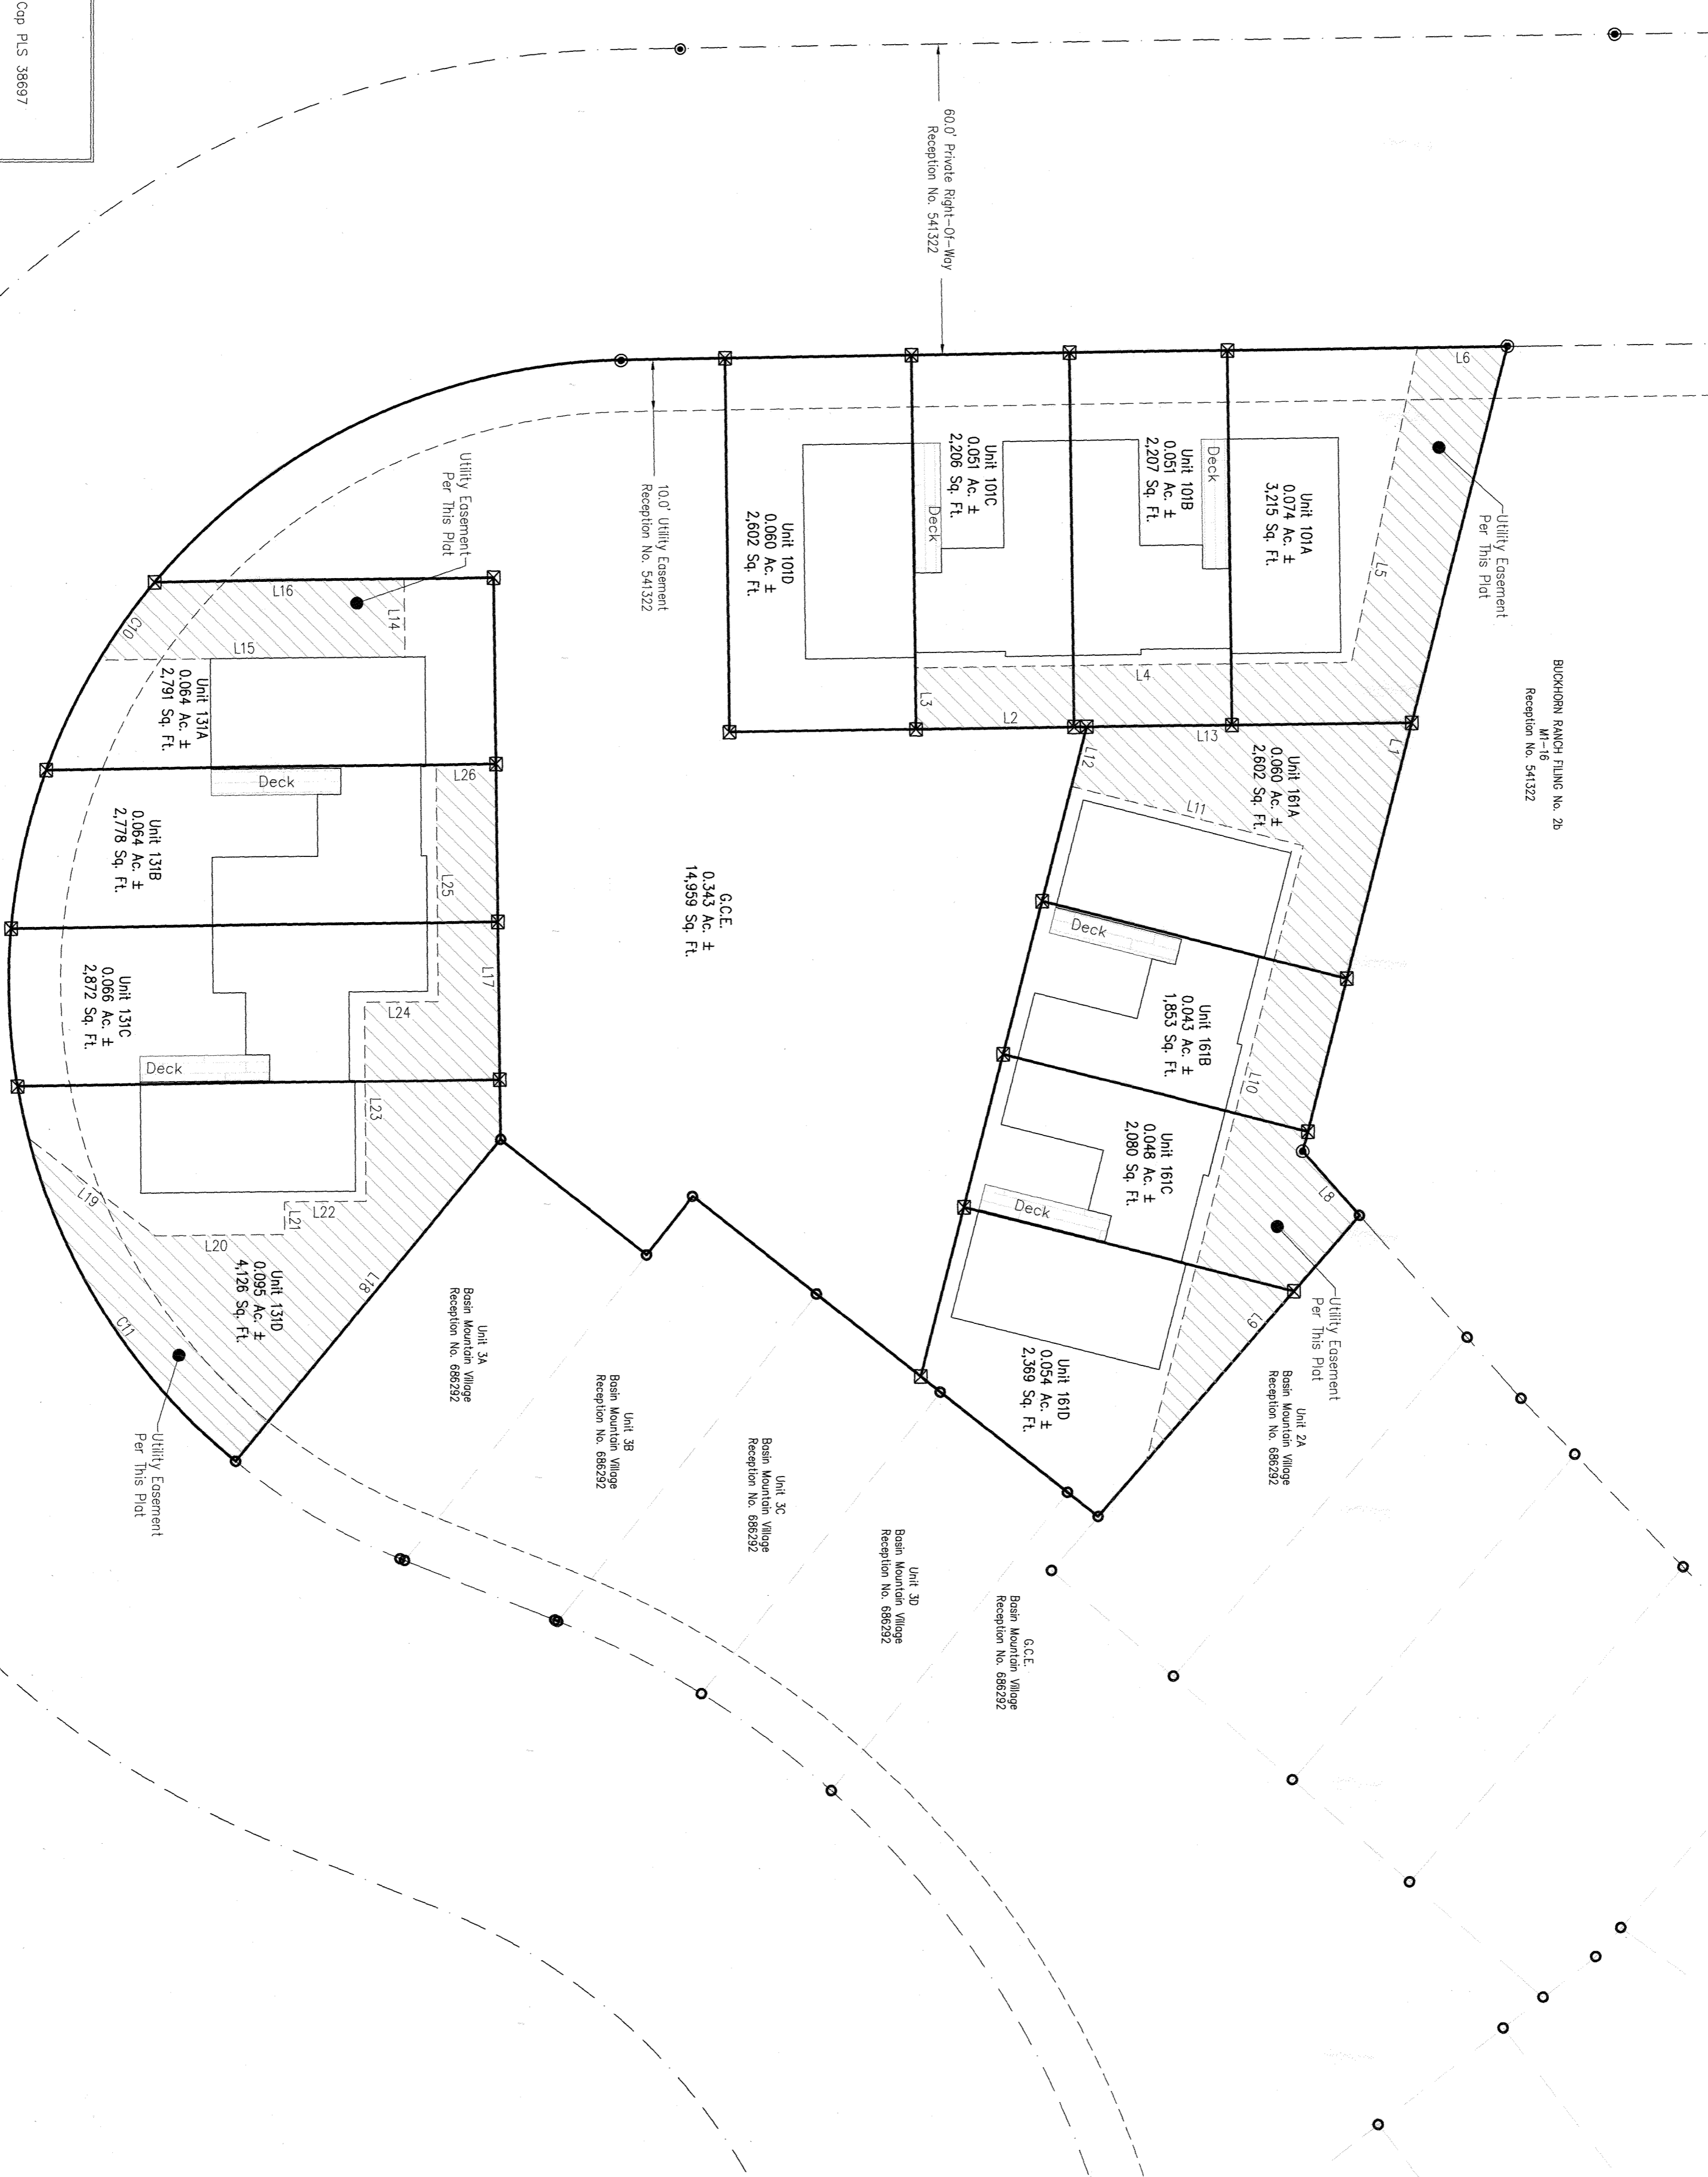 Cap PLS 38697
60.0' Private Right-Of-Way
Reception No. 541322
BUCKHORN RANCH FILING No. 2b
M1-16
Reception No. 541322
Utility Easement
Per This Plat
L6
L5
L1
L4
L3
L2
L13
L12
L11
L10
L8
L9
Unit 101A
0.074 Ac. ±
3,215 Sq. Ft.
Deck
Unit 101B
0.051 Ac. ±
2,207 Sq. Ft.
Unit 101C
0.051 Ac. ±
2,206 Sq. Ft.
Deck
Unit 101D
0.060 Ac. ±
2,602 Sq. Ft.
10.0' Utility Easement
Reception No. 541322
Unit 161A
0.060 Ac. ±
2,602 Sq. Ft.
Deck
Unit 161B
0.043 Ac. ±
1,853 Sq. Ft.
Unit 161C
0.048 Ac. ±
2,080 Sq. Ft.
Deck
Unit 161D
0.054 Ac. ±
2,369 Sq. Ft.
Utility Easement
Per This Plat
G.C.E.
0.343 Ac. ±
14,959 Sq. Ft.
Utility Easement
Per This Plat
L16
L14
L15
C10
Unit 131A
0.064 Ac. ±
2,791 Sq. Ft.
Deck
L26
L25
L17
L24
L23
L22
L21
L20
L19
L18
C11
Unit 131B
0.064 Ac. ±
2,778 Sq. Ft.
Unit 131C
0.066 Ac. ±
2,872 Sq. Ft.
Deck
Unit 131D
0.095 Ac. ±
4,126 Sq. Ft.
Utility Easement
Per This Plat
Unit 2A
Basin Mountain Village
Reception No. 686292
Unit 3A
Basin Mountain Village
Reception No. 686292
Unit 3B
Basin Mountain Village
Reception No. 686292
Unit 3C
Basin Mountain Village
Reception No. 686292
Unit 3D
Basin Mountain Village
Reception No. 686292
G.C.E.
Basin Mountain Village
Reception No. 686292